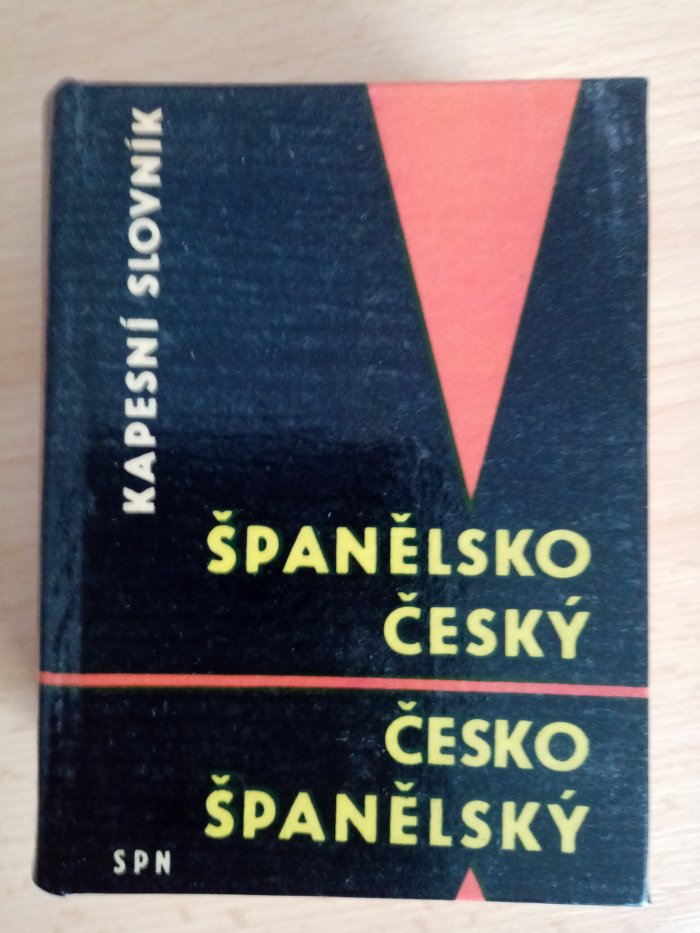 KAPESNÍ SLOVNÍK
ŠPANĚLSKO
ČESKÝ
ČESKO
ŠPANĚLSKÝ
SPN